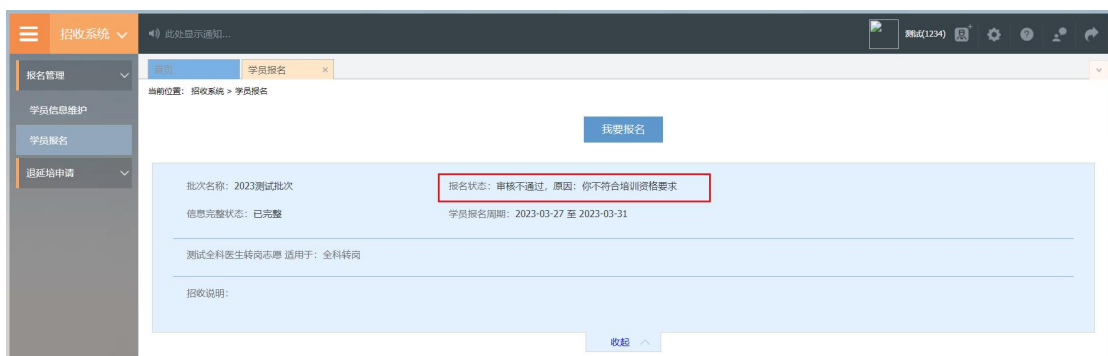 招收系统
此处显示通知...
测试(1234)
报名管理
首页
学员报名 ×
当前位置: 招收系统 > 学员报名
学员信息维护
学员报名
退延培申请
我要报名
批次名称: 2023测试批次
报名状态: 审核不通过, 原因: 你不符合培训资格要求
信息完整状态: 已完整
学员报名周期: 2023-03-27 至 2023-03-31
测试全科医生转岗志愿 适用于: 全科转岗
招收说明:
收起